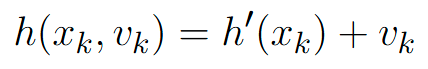 h(x_k, v_k) = h'(x_k) + v_k